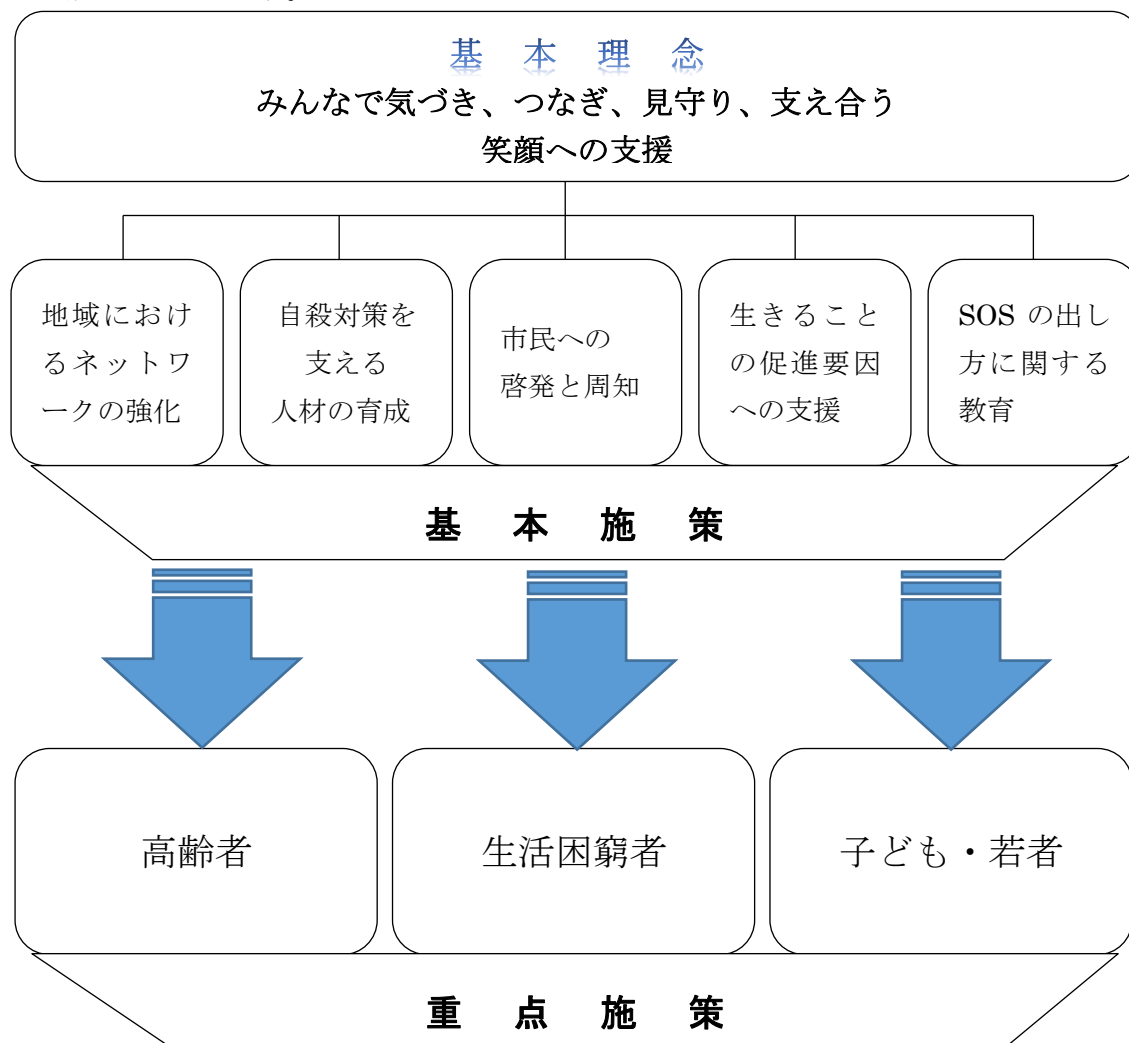 基本理念
みんなで気づき、つなぎ、見守り、支え合う
笑顔への支援
地域におけ
るネットワ
ークの強化
自殺対策を
支える
人材の育成
市民への
啓発と周知
生きること
の促進要因
への支援
SOS の出し
方に関する
教育
基本施策
高齢者
生活困窮者
子ども・若者
重点施策